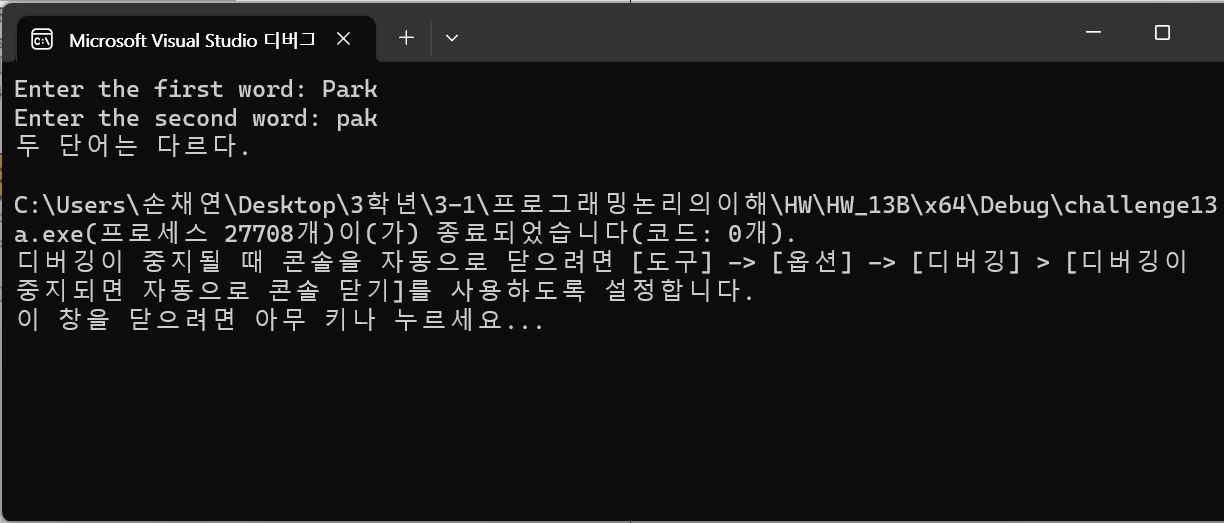 Microsoft Visual Studio 디버그
Enter the first word: Park
Enter the second word: pak
두 단어는 다르다.
C:\Users\손채연\Desktop\3학년\3-1\프로그래밍논리의이해\HW\HW_13B\x64\Debug\challenge13
a.exe(프로세스 27708개)이(가) 종료되었습니다(코드: 0개).
디버깅이 중지될 때 콘솔을 자동으로 닫으려면 [도구] -> [옵션] -> [디버깅] > [디버깅이
중지되면 자동으로 콘솔 닫기]를 사용하도록 설정합니다.
이 창을 닫으려면 아무 키나 누르세요...